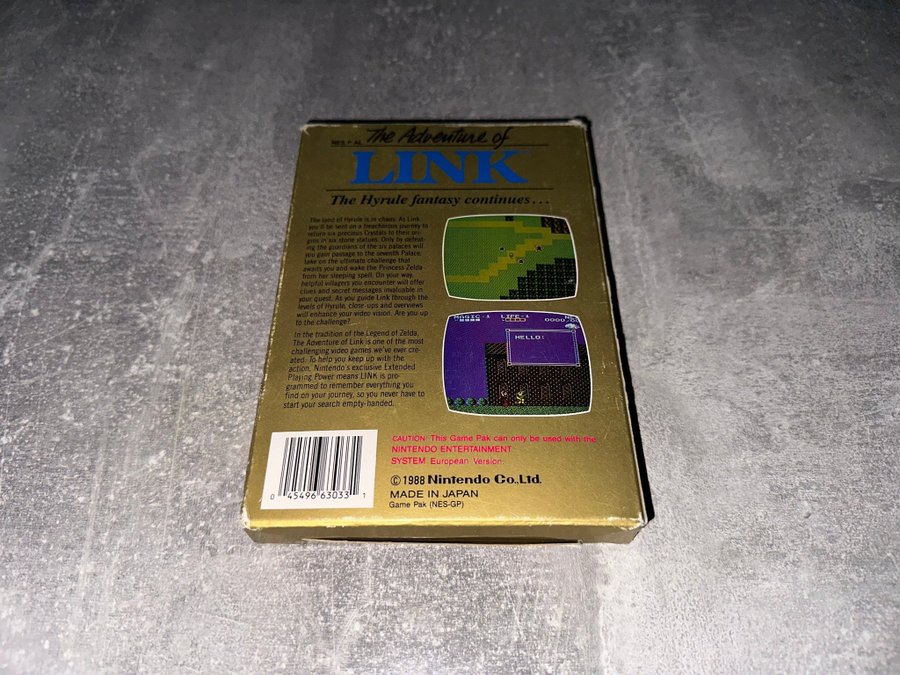 NES P AL
The Adventure of
LINK
The Hyrule fantasy continues...
The land of Hyrule is in chaos. As Link
you'll be sent on a treacherous journey to
return six precious Crystals to their ori-
gins in six stone statues. Only by defeat-
ing the guardians of the six palaces will
you gain passage to the seventh Palace,
take on the ultimate challenge that
awaits you and wake the Princess Zelda
from her sleeping spell. On your way,
helpful villagers you encounter will offer
clues and secret messages invaluable in
your quest. As you guide Link through the
levels of Hyrule, close-ups and overviews
will enhance your video vision. Are you up
to the challenge?
In the tradition of the Legend of Zelda,
The Adventure of Link is one of the most
challenging video games we've ever cre-
ated. To help you keep up with the
action, Nintendo's exclusive Extended
Playing Power means LINK is pro-
grammed to remember everything you
find on your journey, so you never have to
start your search empty-handed.
MAGIC-1 LIFE-1 NE
0000/0
HELLO!
CAUTION: This Game Pak can only be used with the
NINTENDO ENTERTAINMENT
SYSTEM European Version.
© 1988 Nintendo Co.,Ltd.
MADE IN JAPAN
Game Pak (NES-GP)
0 45496 63033 1